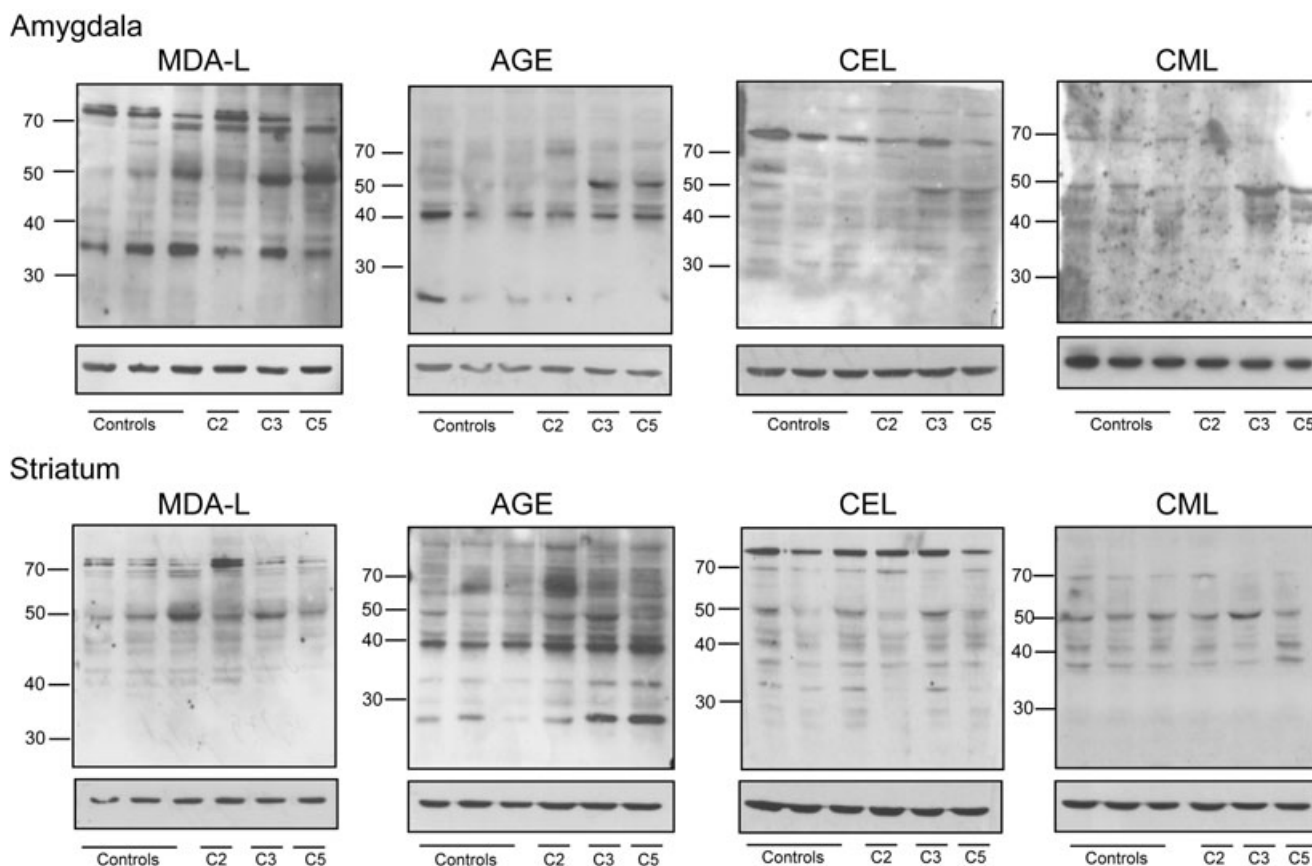 Amygdala
MDA-L AGE CEL CML
70 70 70 70
50 50 50 50
40 40 40 40
30 30 30 30
Controls C2 C3 C5 Controls C2 C3 C5 Controls C2 C3 C5 Controls C2 C3 C5
Striatum
MDA-L AGE CEL CML
70 70 70 70
50 50 50 50
40 40 40 40
30 30 30 30
Controls C2 C3 C5 Controls C2 C3 C5 Controls C2 C3 C5 Controls C2 C3 C5